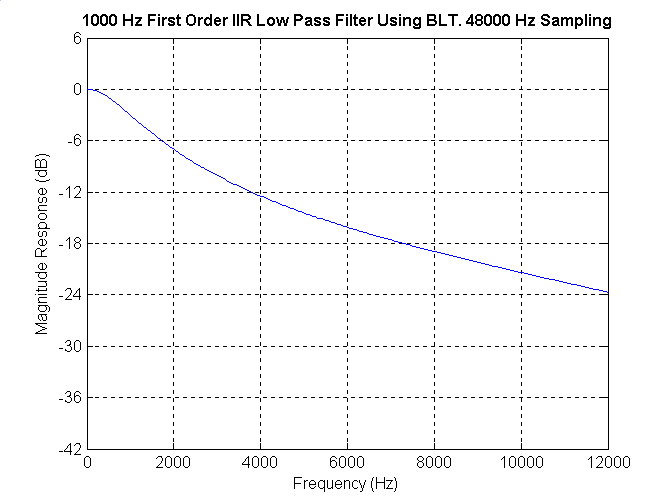 1000 Hz First Order IIR Low Pass Filter Using BLT. 48000 Hz Sampling
6
0
-6
-12
-18
-24
-30
-36
-42
Magnitude Response (dB)
0 2000 4000 6000 8000 10000 12000
Frequency (Hz)